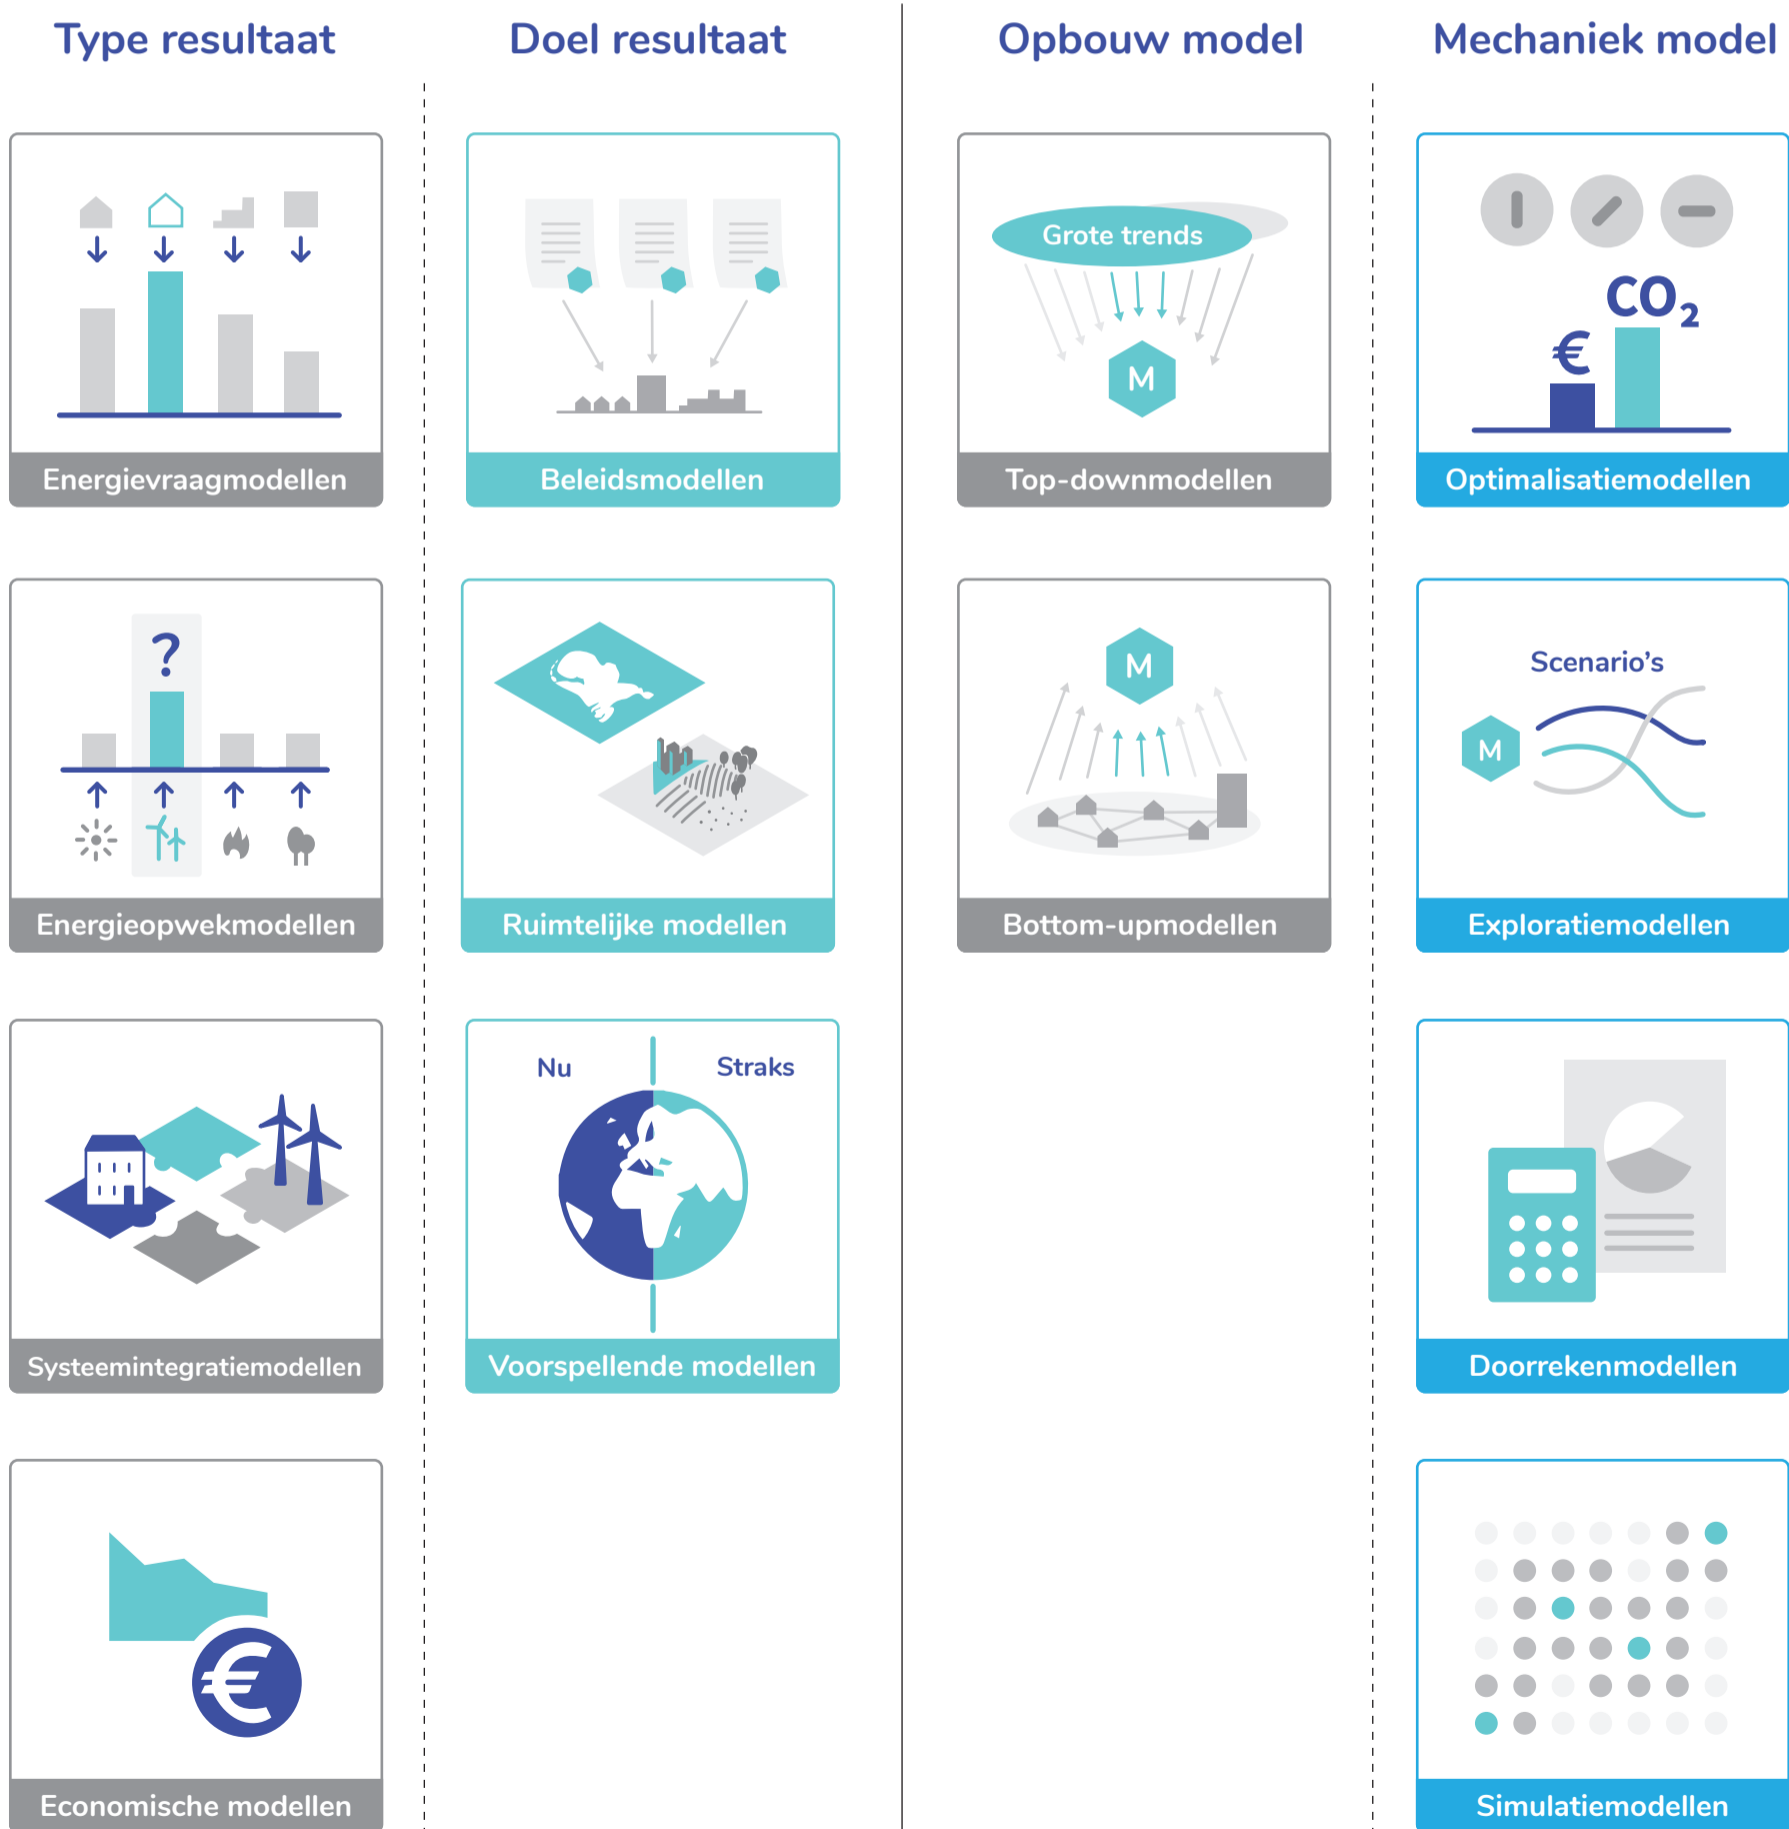 Type resultaat
Doel resultaat
Opbouw model
Mechaniek model
Energievraagmodellen
Beleidsmodellen
Grote trends
M
Top-downmodellen
CO₂
€
Optimalisatiemodellen
?
Energieopwekmodellen
Ruimtelijke modellen
M
Bottom-upmodellen
Scenario's
M
Exploratiemodellen
Systeemintegratiemodellen
Nu
Straks
Voorspellende modellen
Doorrekenmodellen
€
Economische modellen
Simulatiemodellen